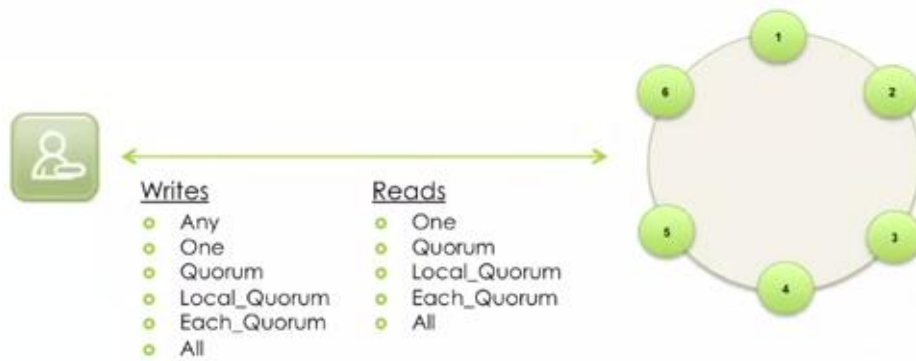 Writes
Any
One
Quorum
Local_Quorum
Each_Quorum
All
Reads
One
Quorum
Local_Quorum
Each_Quorum
All
1
2
3
4
5
6